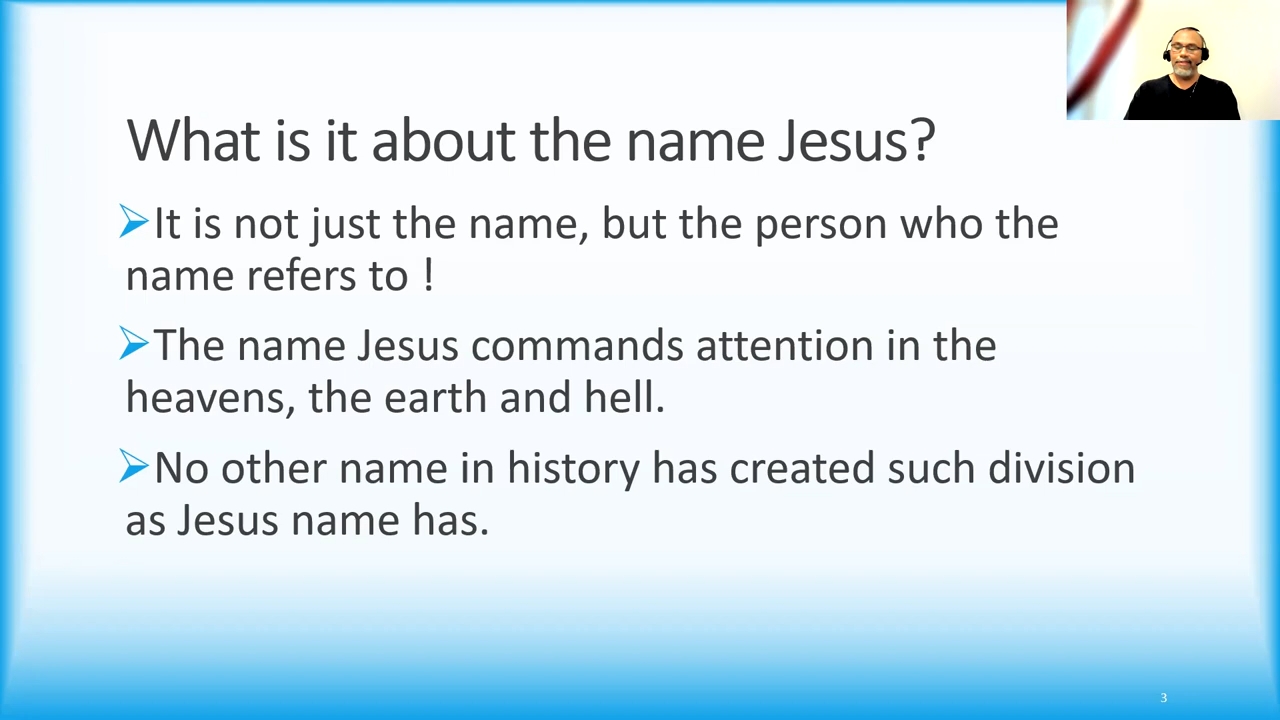 What is it about the name Jesus?
➢It is not just the name, but the person who the
name refers to !
➢The name Jesus commands attention in the
heavens, the earth and hell.
➢No other name in history has created such division
as Jesus name has.
3